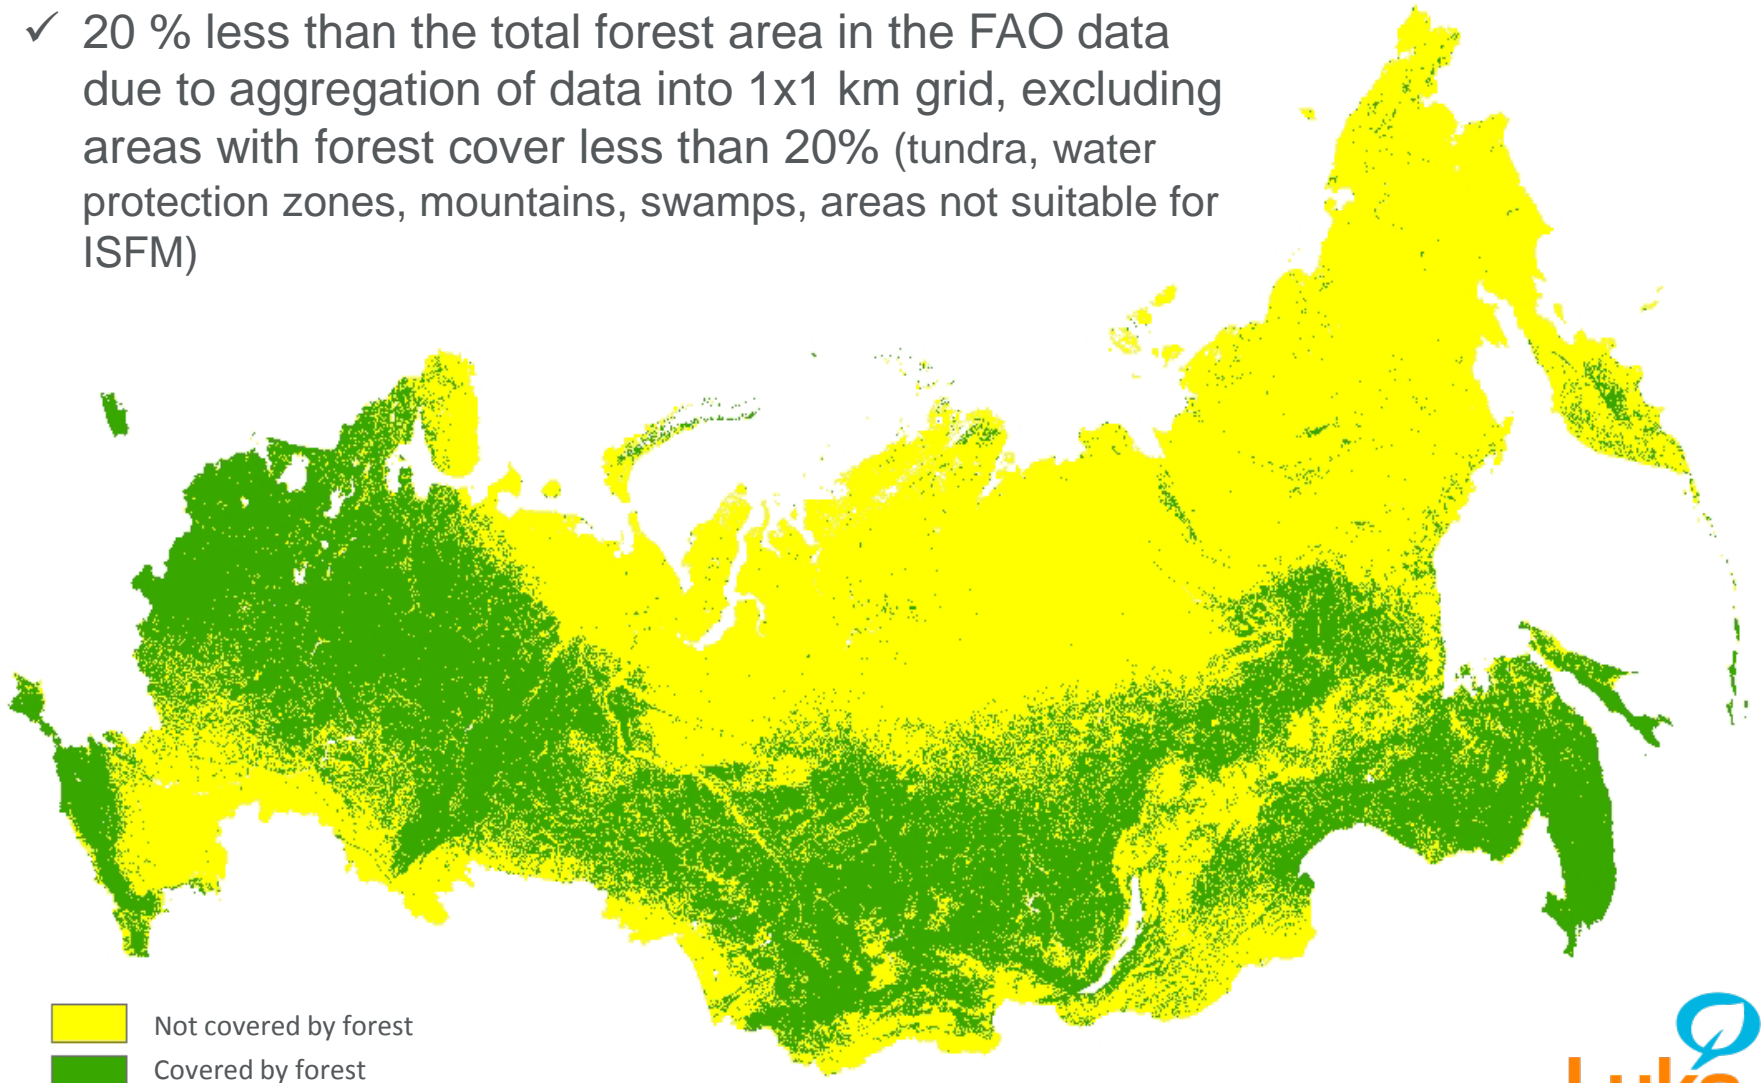 ✓ 20 % less than the total forest area in the FAO data
due to aggregation of data into 1x1 km grid, excluding
areas with forest cover less than 20% (tundra, water
protection zones, mountains, swamps, areas not suitable for
ISFM)
Not covered by forest
Covered by forest
Luke